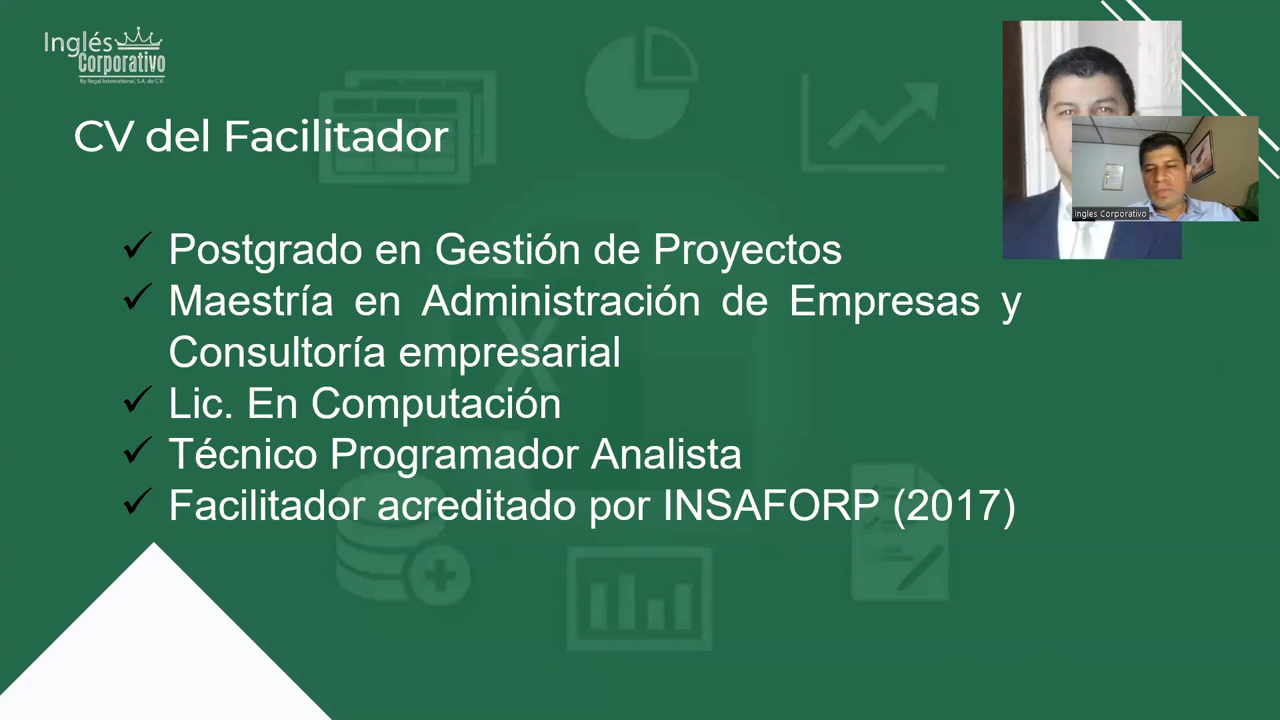 Inglés
Corporativo
By Regal International, S.A. de C.V.
CV del Facilitador
Postgrado en Gestión de Proyectos
Maestría en Administración de Empresas y
Consultoría empresarial
Lic. En Computación
Técnico Programador Analista
Facilitador acreditado por INSAFORP (2017)
Ingles Corporativo